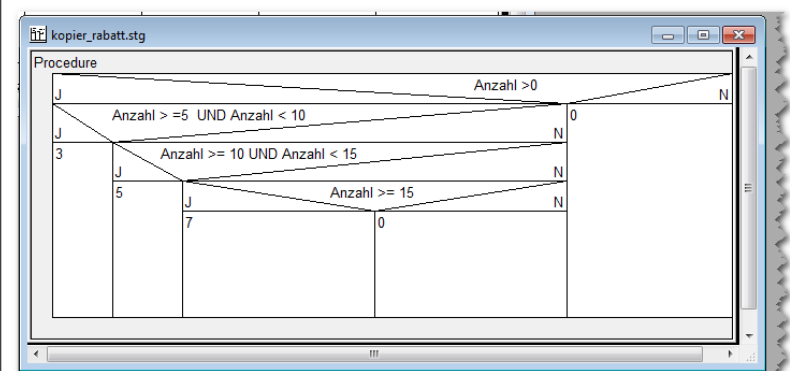 kopier_rabatt.stg
Procedure
Anzahl >0
J N
Anzahl > =5 UND Anzahl < 10 0
J N
3 Anzahl >= 10 UND Anzahl < 15
J N
5 Anzahl >= 15
J N
7 0